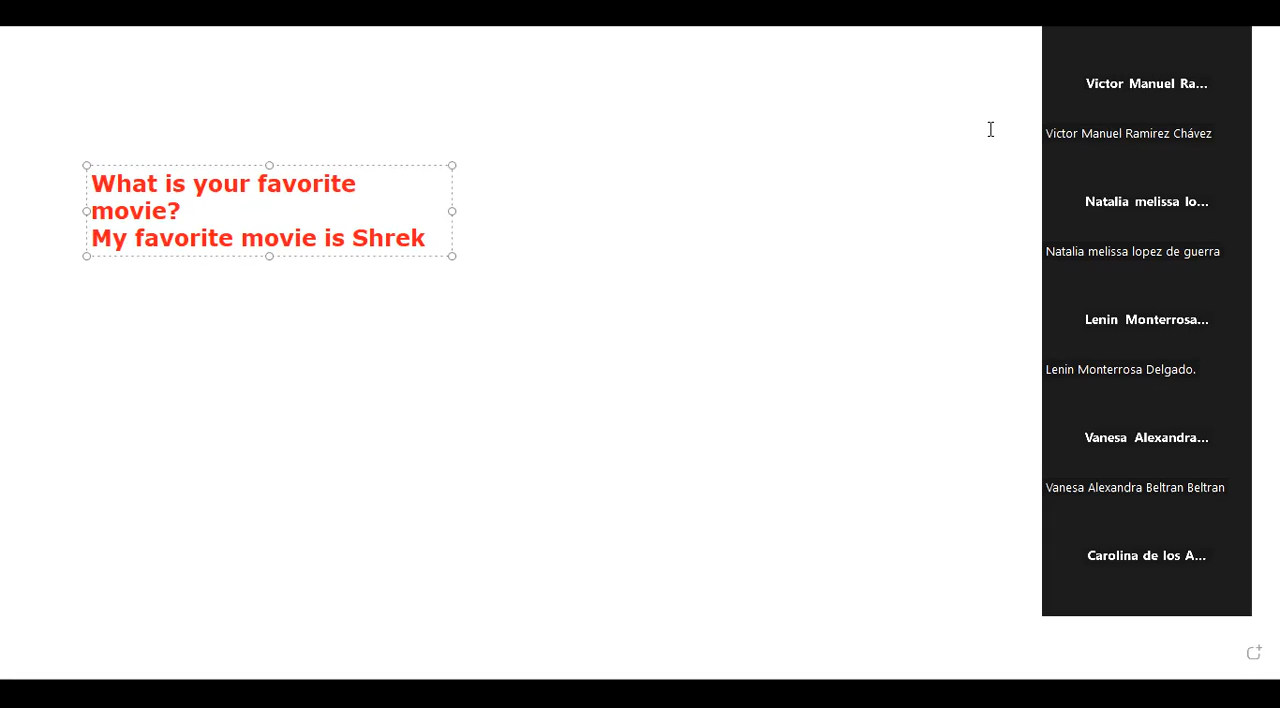 What is your favorite
movie?
My favorite movie is Shrek
Victor Manuel Ra...
Victor Manuel Ramirez Chávez
Natalia melissa lo...
Natalia melissa lopez de guerra
Lenin Monterrosa...
Lenin Monterrosa Delgado.
Vanesa Alexandra...
Vanesa Alexandra Beltran Beltran
Carolina de los A...